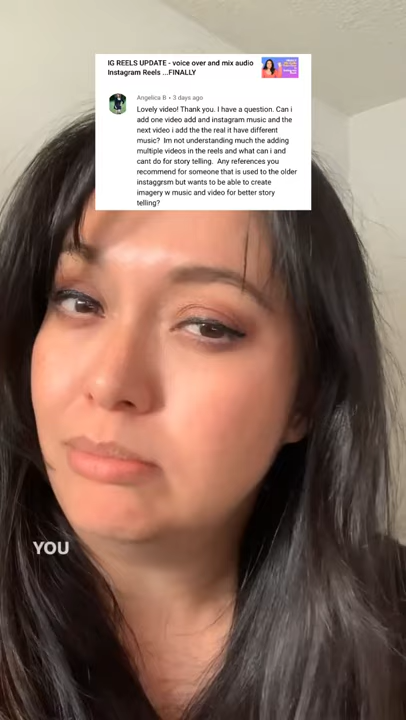 IG REELS UPDATE - voice over and mix audio
Instagram Reels ...FINALLY
Angelica B • 3 days ago
Lovely video! Thank you. I have a question. Can i
add one video add and instagram music and the
next video i add the the real it have different
music? Im not understanding much the adding
multiple videos in the reels and what can i and
cant do for story telling. Any references you
recommend for someone that is used to the older
instaggrsm but wants to be able to create
imagery w music and video for better story
telling?
YOU